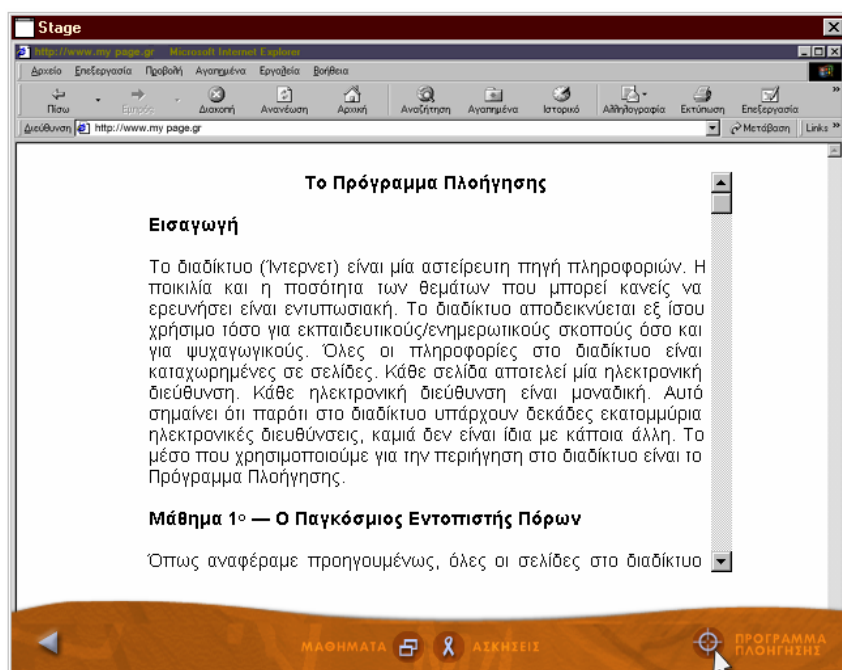 Stage
http://www.my page.gr Microsoft Internet Explorer
Αρχείο Επεξεργασία Προβολή Αγαπημένα Εργαλεία Βοήθεια
Πίσω Εμπρός Διακοπή Ανανέωση Αρχική Αναζήτηση Αγαπημένα Ιστορικό Αλληλογραφία Εκτύπωση Επεξεργασία
Διεύθυνση http://www.my page.gr Μετάβαση Links
Το Πρόγραμμα Πλοήγησης
Εισαγωγή
Το διαδίκτυο (Ίντερνετ) είναι μία αστείρευτη πηγή πληροφοριών. Η
ποικιλία και η ποσότητα των θεμάτων που μπορεί κανείς να
ερευνήσει είναι εντυπωσιακή. Το διαδίκτυο αποδεικνύεται εξ ίσου
χρήσιμο τόσο για εκπαιδευτικούς/ενημερωτικούς σκοπούς όσο και
για ψυχαγωγικούς. Όλες οι πληροφορίες στο διαδίκτυο είναι
καταχωρημένες σε σελίδες. Κάθε σελίδα αποτελεί μία ηλεκτρονική
διεύθυνση. Κάθε ηλεκτρονική διεύθυνση είναι μοναδική. Αυτό
σημαίνει ότι παρότι στο διαδίκτυο υπάρχουν δεκάδες εκατομμύρια
ηλεκτρονικές διευθύνσεις, καμιά δεν είναι ίδια με κάποια άλλη. Το
μέσο που χρησιμοποιούμε για την περιήγηση στο διαδίκτυο είναι το
Πρόγραμμα Πλοήγησης.
Μάθημα 1ο — Ο Παγκόσμιος Εντοπιστής Πόρων
Όπως αναφέραμε προηγουμένως, όλες οι σελίδες στο διαδίκτυο
ΜΑΘΗΜΑΤΑ ΑΣΚΗΣΕΙΣ
ΠΡΟΓΡΑΜΜΑ
ΠΛΟΗΓΗΣΗΣ